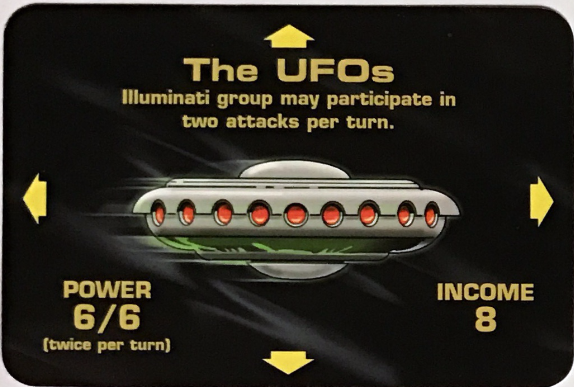 The UFOs
Illuminati group may participate in
two attacks per turn.
POWER
6/6
(twice per turn)
INCOME
8